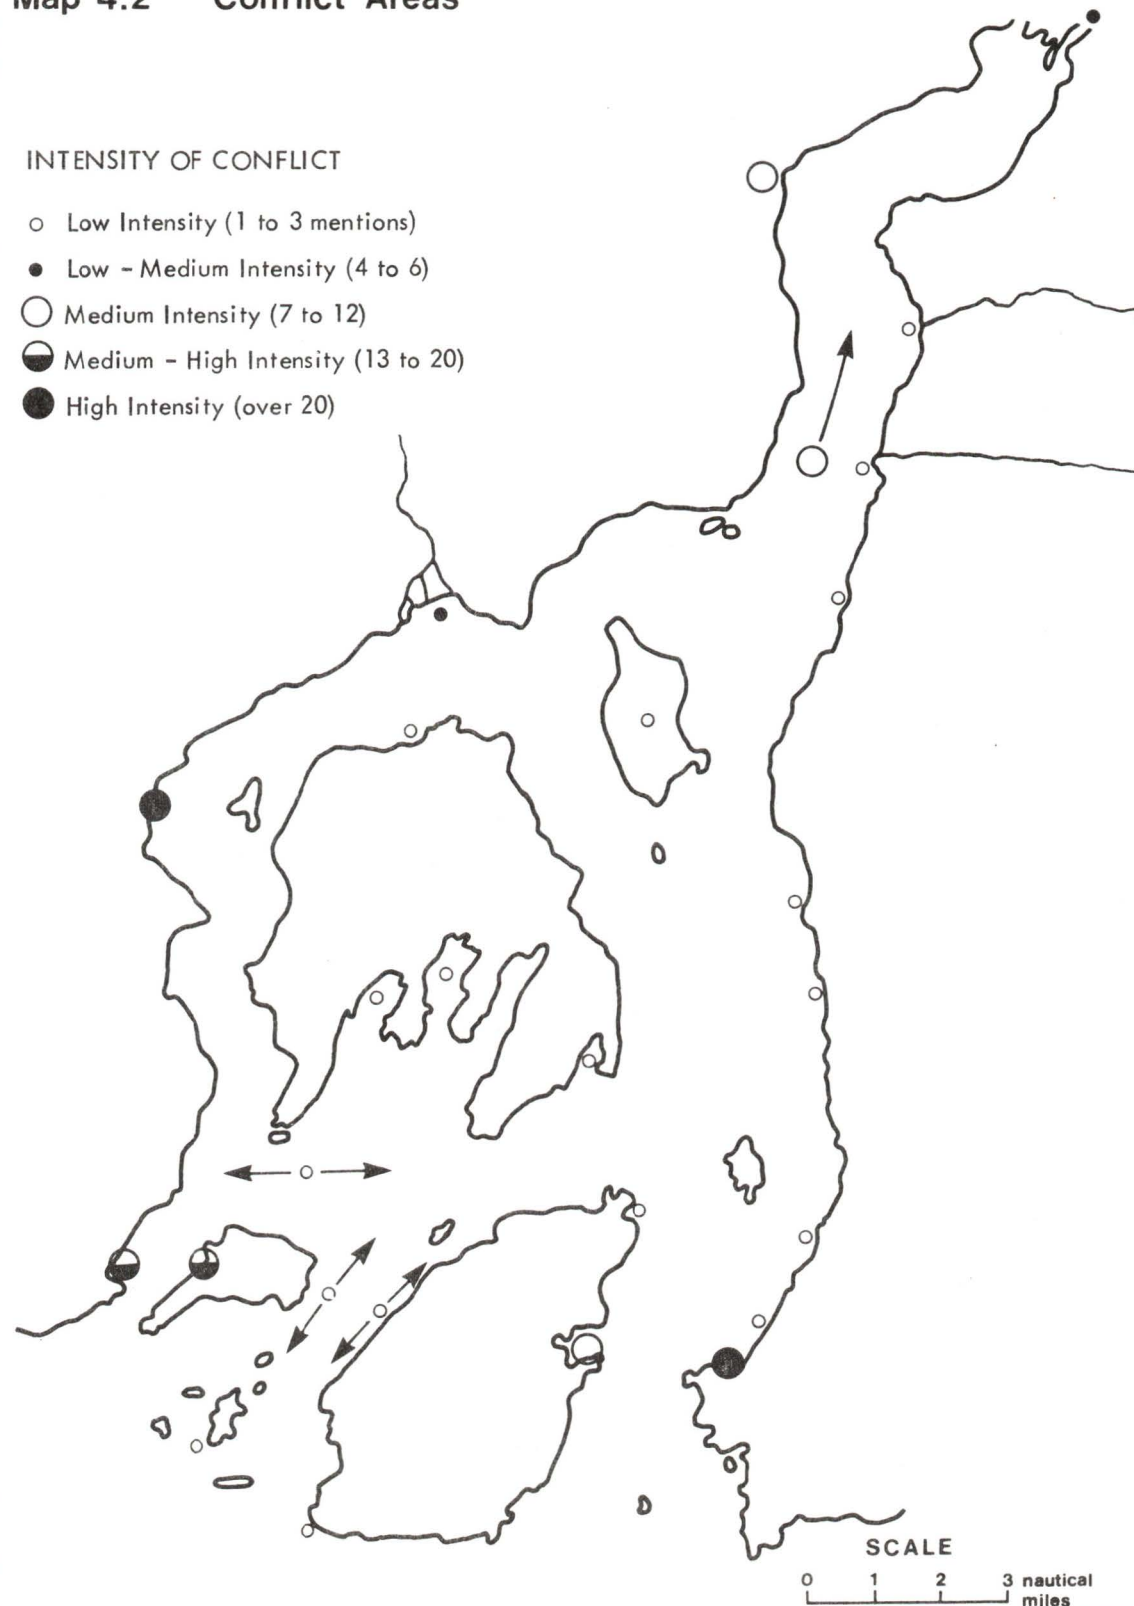 Map 4.2 Conflict Areas
INTENSITY OF CONFLICT
Low Intensity (1 to 3 mentions)
Low - Medium Intensity (4 to 6)
Medium Intensity (7 to 12)
Medium - High Intensity (13 to 20)
High Intensity (over 20)
SCALE
0 1 2 3 nautical
miles